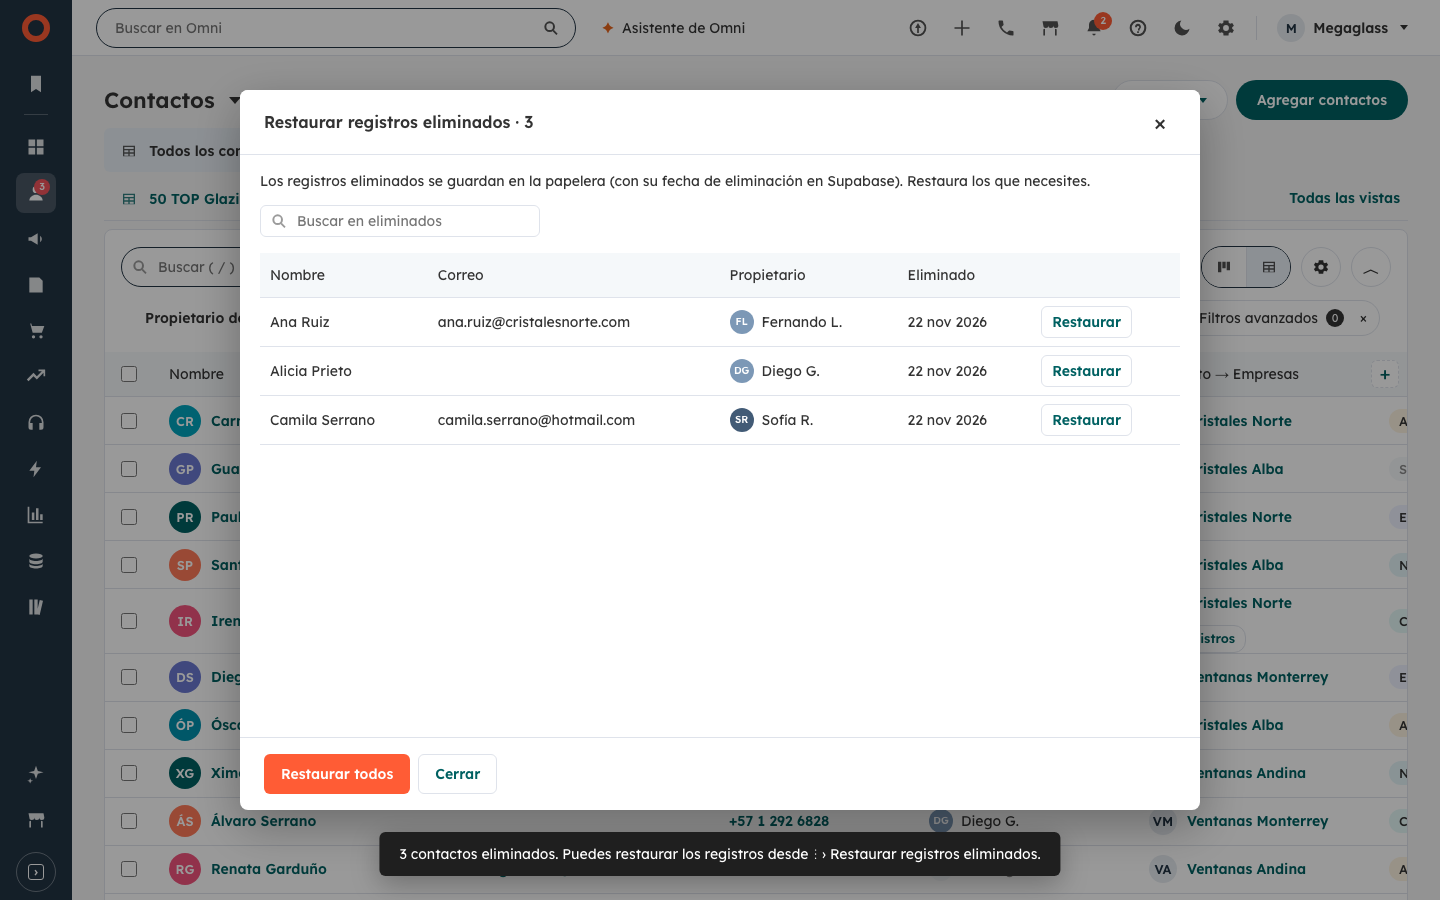 Buscar en Omni
Asistente de Omni
2
M
Megaglass
3
Contactos
Agregar contactos
Todos los con
50 TOP Glazi
Todas las vistas
Buscar ( / )
Propietario de
Filtros avanzados 0 ×
Nombre
to → Empresas
+
CR Carr
ristales Norte
A
GP Gua
ristales Alba
S
PR Paul
ristales Norte
E
SP Sant
ristales Alba
N
IR Iren
ristales Norte
istros
C
DS Dieg
entanas Monterrey
E
ÓP Ósca
ristales Alba
A
XG Xime
entanas Andina
N
ÁS Álvaro Serrano
+57 1 292 6828
DG Diego G.
VM Ventanas Monterrey
C
RG Renata Garduño
VA Ventanas Andina
A
Restaurar registros eliminados · 3
×
Los registros eliminados se guardan en la papelera (con su fecha de eliminación en Supabase). Restaura los que necesites.
Buscar en eliminados
Nombre Correo Propietario Eliminado
Ana Ruiz ana.ruiz@cristalesnorte.com FL Fernando L. 22 nov 2026 Restaurar
Alicia Prieto DG Diego G. 22 nov 2026 Restaurar
Camila Serrano camila.serrano@hotmail.com SR Sofía R. 22 nov 2026 Restaurar
Restaurar todos
Cerrar
3 contactos eliminados. Puedes restaurar los registros desde ⋮ › Restaurar registros eliminados.